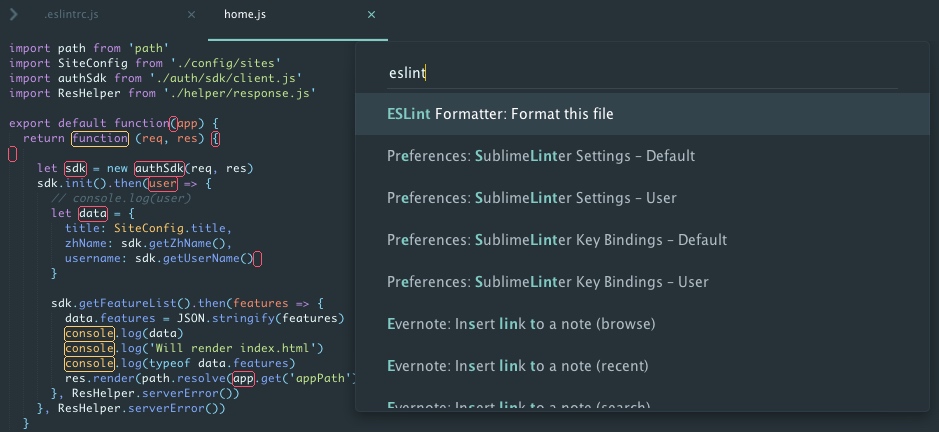 .eslintrc.js
home.js
import path from 'path'
import SiteConfig from './config/sites'
import authSdk from './auth/sdk/client.js'
import ResHelper from './helper/response.js'
export default function(app) {
return function (req, res) {
let sdk = new authSdk(req, res)
sdk.init().then(user => {
// console.log(user)
let data = {
title: SiteConfig.title,
zhName: sdk.getZhName(),
username: sdk.getUserName()
}
sdk.getFeatureList().then(features => {
data.features = JSON.stringify(features)
console.log(data)
console.log('Will render index.html')
console.log(typeof data.features)
res.render(path.resolve(app.get('appPath')
}, ResHelper.serverError())
}, ResHelper.serverError())
}
eslint
ESLint Formatter: Format this file
Preferences: SublimeLinter Settings – Default
Preferences: SublimeLinter Settings – User
Preferences: SublimeLinter Key Bindings – Default
Preferences: SublimeLinter Key Bindings – User
Evernote: Insert link to a note (browse)
Evernote: Insert link to a note (recent)
Evernote: Insert link to a note (search)